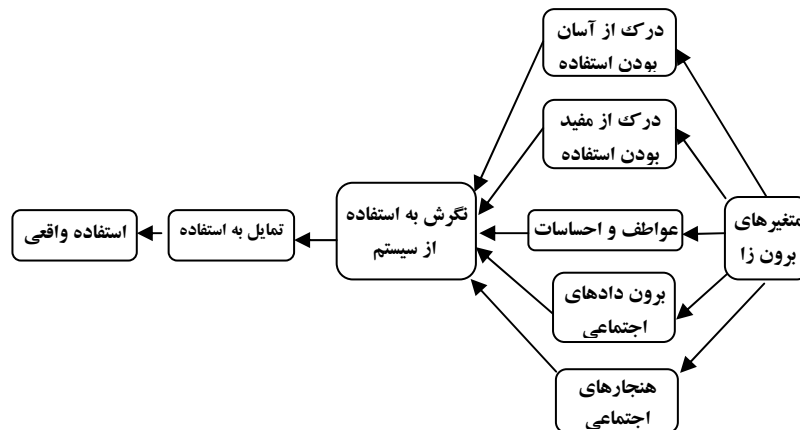 درک از آسان
بودن استفاده
درک از مفید
بودن استفاده
متغیرهای
برون زا
عواطف و احساسات
نگرش به استفاده
از سیستم
تمایل به استفاده
استفاده واقعی
برون دادهای
اجتماعی
هنجارهای
اجتماعی